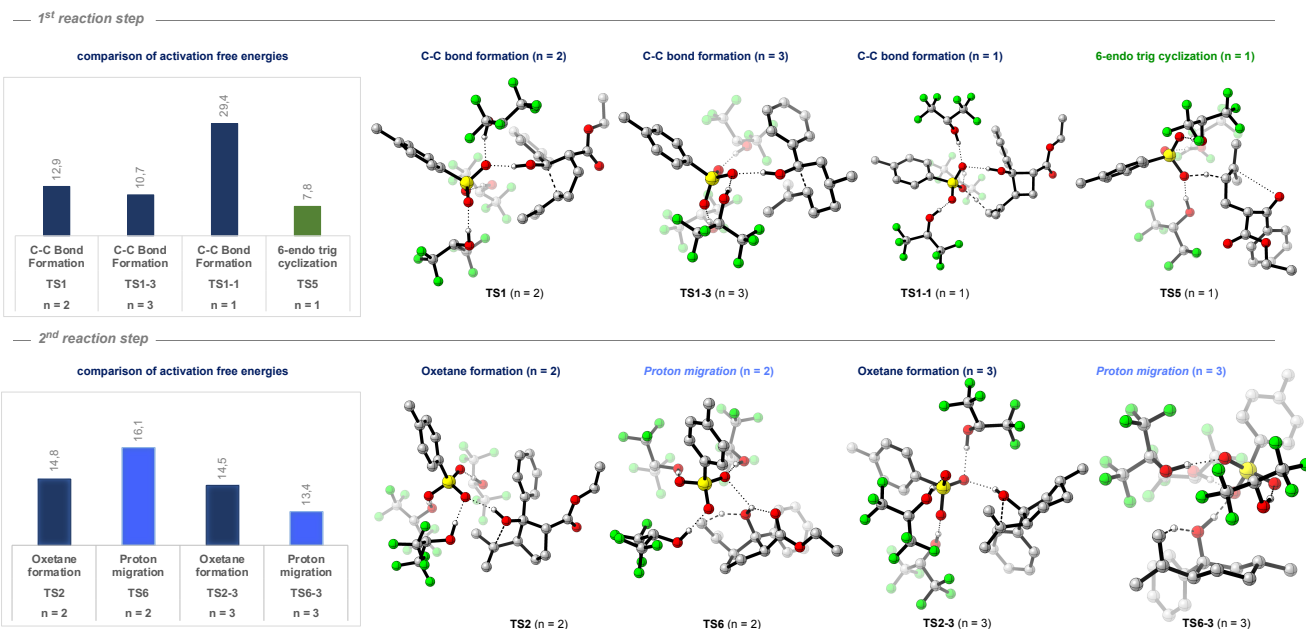 1st reaction step
comparison of activation free energies
12,9
10,7
29,4
7,8
C-C Bond Formation
C-C Bond Formation
C-C Bond Formation
6-endo trig cyclization
TS1
TS1-3
TS1-1
TS5
n = 2
n = 3
n = 1
n = 1
C-C bond formation (n = 2)
C-C bond formation (n = 3)
C-C bond formation (n = 1)
6-endo trig cyclization (n = 1)
TS1 (n = 2)
TS1-3 (n = 3)
TS1-1 (n = 1)
TS5 (n = 1)
2nd reaction step
comparison of activation free energies
14,8
16,1
14,5
13,4
Oxetane formation
Proton migration
Oxetane formation
Proton migration
TS2
TS6
TS2-3
TS6-3
n = 2
n = 2
n = 3
n = 3
Oxetane formation (n = 2)
Proton migration (n = 2)
Oxetane formation (n = 3)
Proton migration (n = 3)
TS2 (n = 2)
TS6 (n = 2)
TS2-3 (n = 3)
TS6-3 (n = 3)